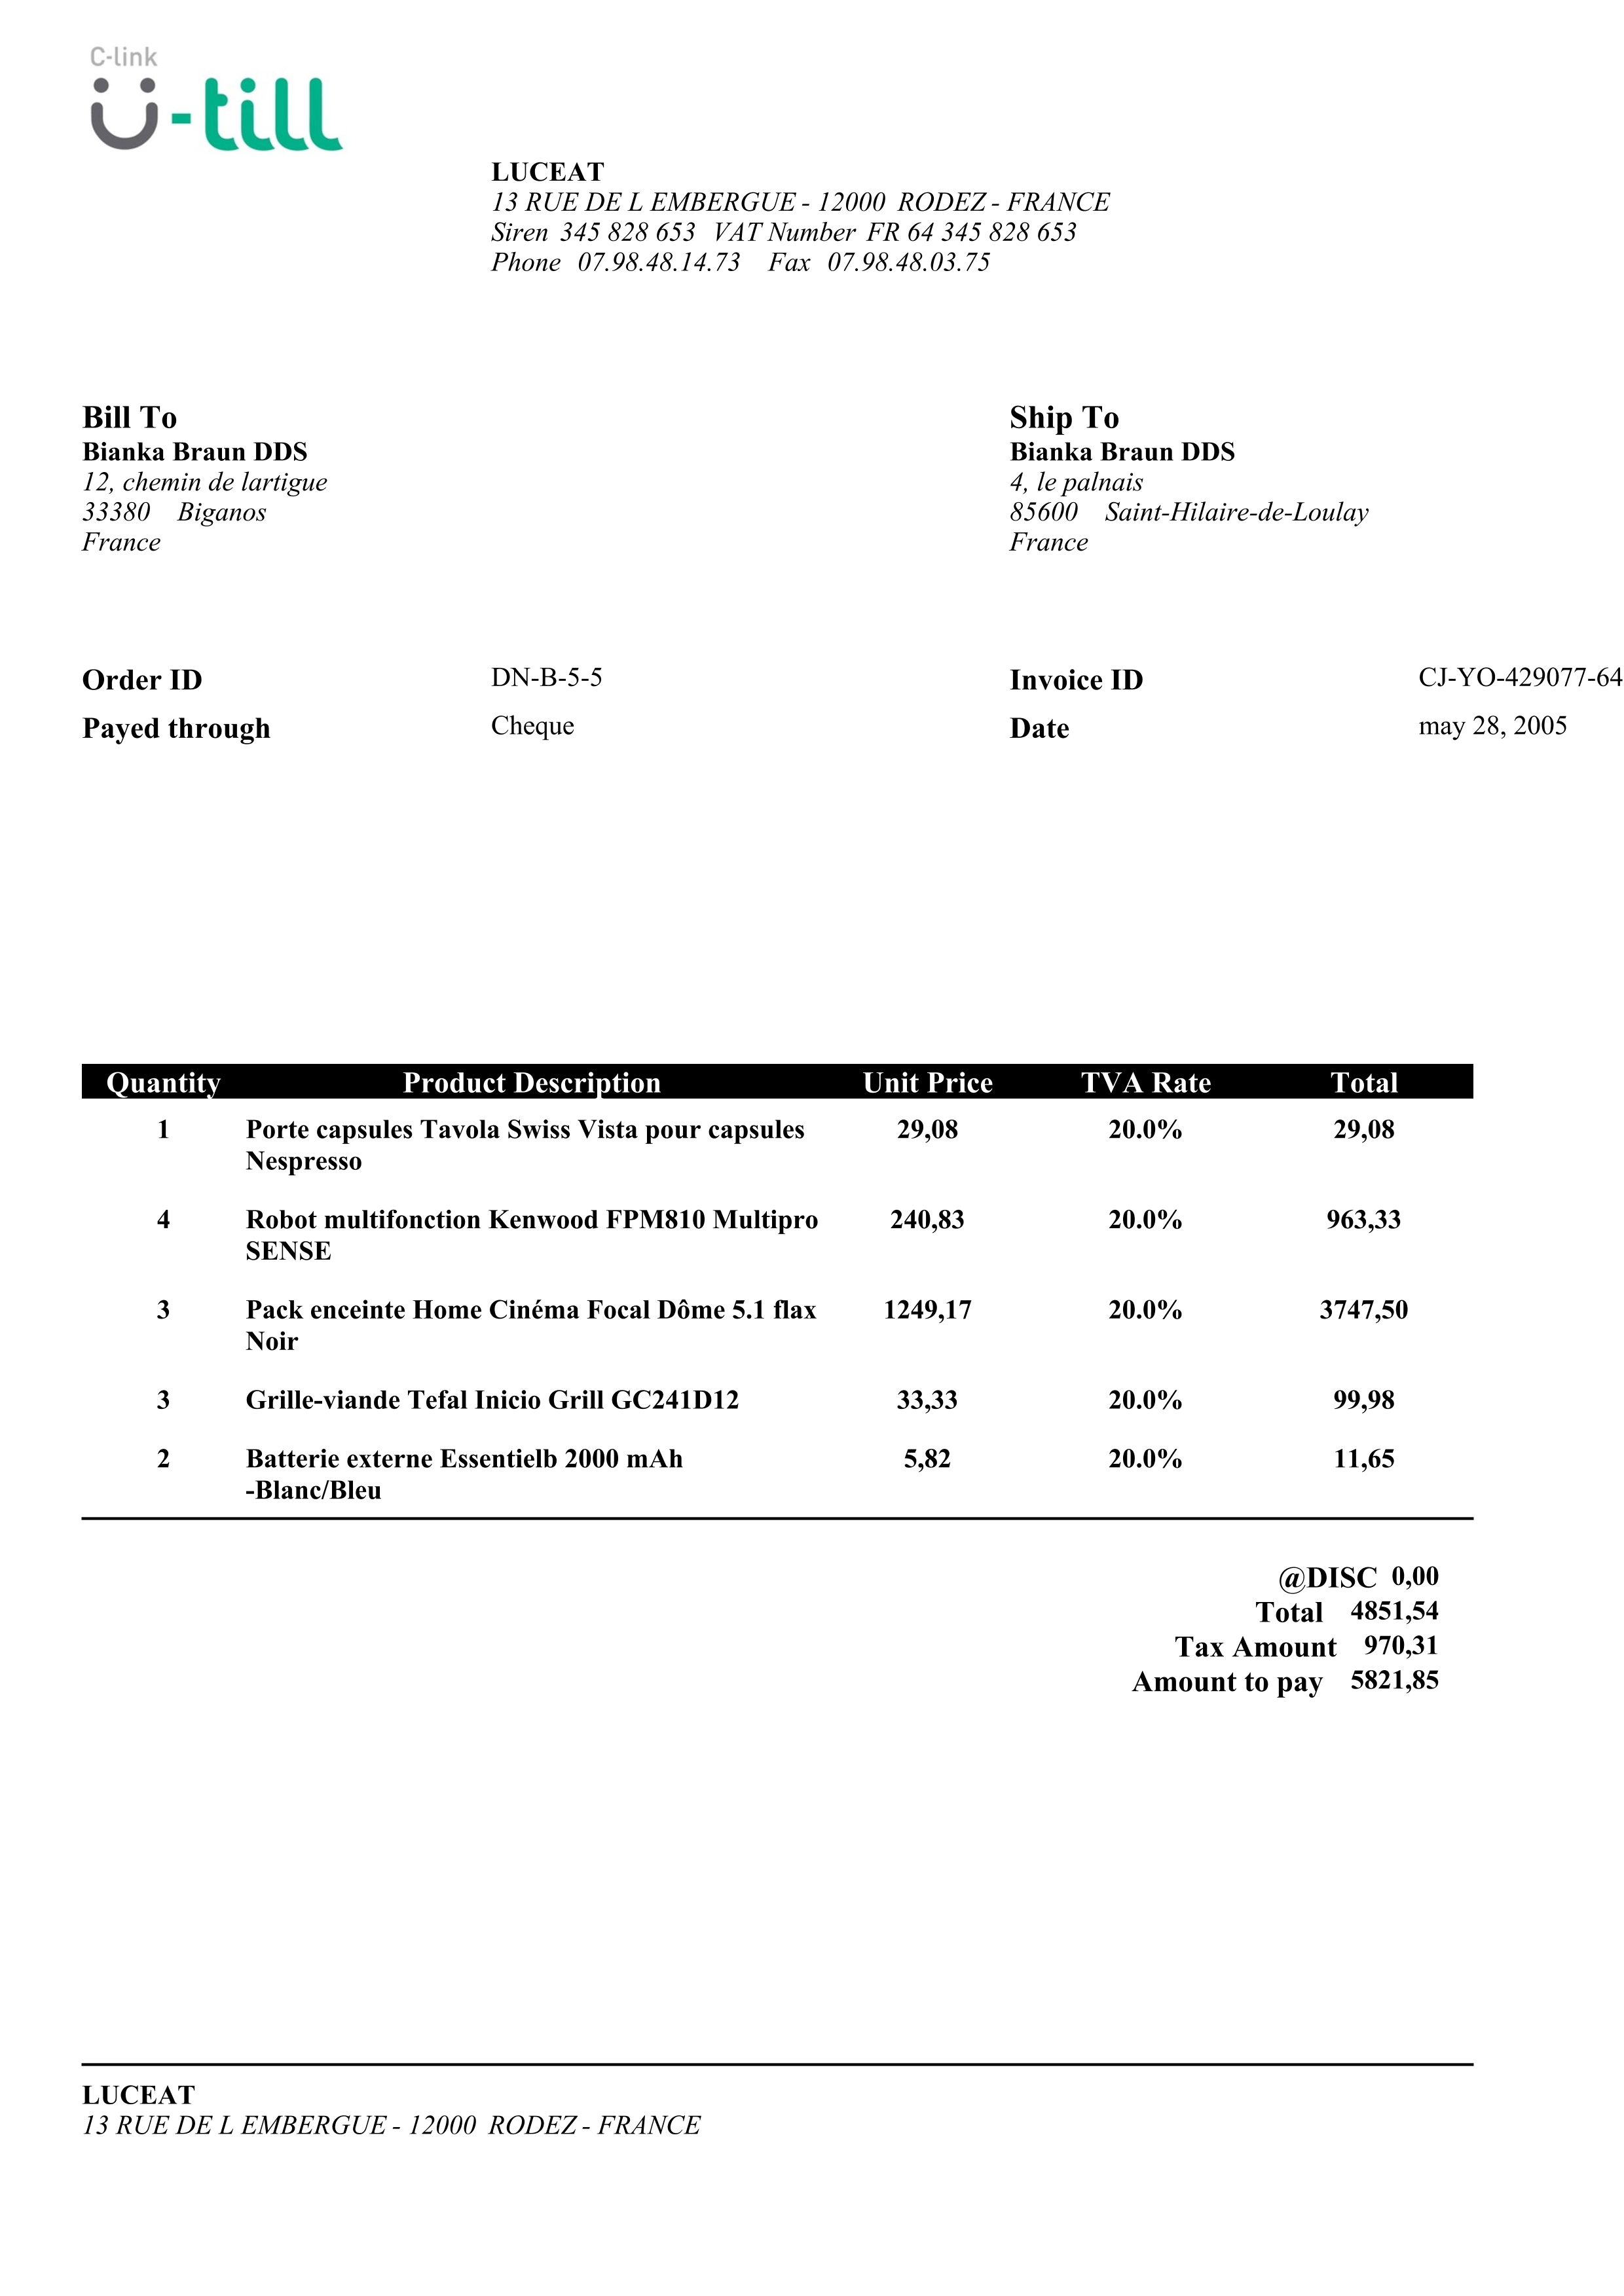 C-link
ü-till
LUCEAT
13 RUE DE L EMBERGUE - 12000 RODEZ - FRANCE
Siren 345 828 653 VAT Number FR 64 345 828 653
Phone 07.98.48.14.73 Fax 07.98.48.03.75
Bill To
Bianka Braun DDS
12, chemin de lartigue
33380 Biganos
France
Ship To
Bianka Braun DDS
4, le palnais
85600 Saint-Hilaire-de-Loulay
France
Order ID DN-B-5-5 Invoice ID CJ-YO-429077-64
Payed through Cheque Date may 28, 2005
Quantity Product Description Unit Price TVA Rate Total
1 Porte capsules Tavola Swiss Vista pour capsules 29,08 20.0% 29,08
Nespresso
4 Robot multifonction Kenwood FPM810 Multipro 240,83 20.0% 963,33
SENSE
3 Pack enceinte Home Cinéma Focal Dôme 5.1 flax 1249,17 20.0% 3747,50
Noir
3 Grille-viande Tefal Inicio Grill GC241D12 33,33 20.0% 99,98
2 Batterie externe Essentielb 2000 mAh 5,82 20.0% 11,65
-Blanc/Bleu
@DISC 0,00
Total 4851,54
Tax Amount 970,31
Amount to pay 5821,85
LUCEAT
13 RUE DE L EMBERGUE - 12000 RODEZ - FRANCE